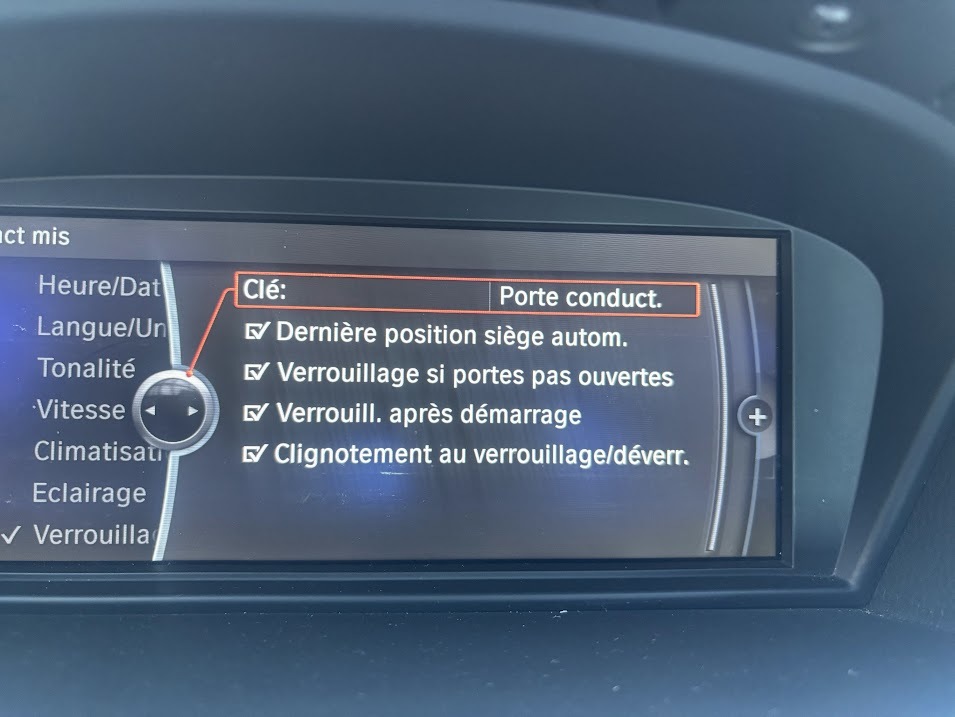 ct mis
Heure/Dat
Langue/Un
Tonalité
Vitesse
Climatisati
Eclairage
Verrouilla
Clé: Porte conduct.
Dernière position siège autom.
Verrouillage si portes pas ouvertes
Verrouill. après démarrage
Clignotement au verrouillage/déverr.
+